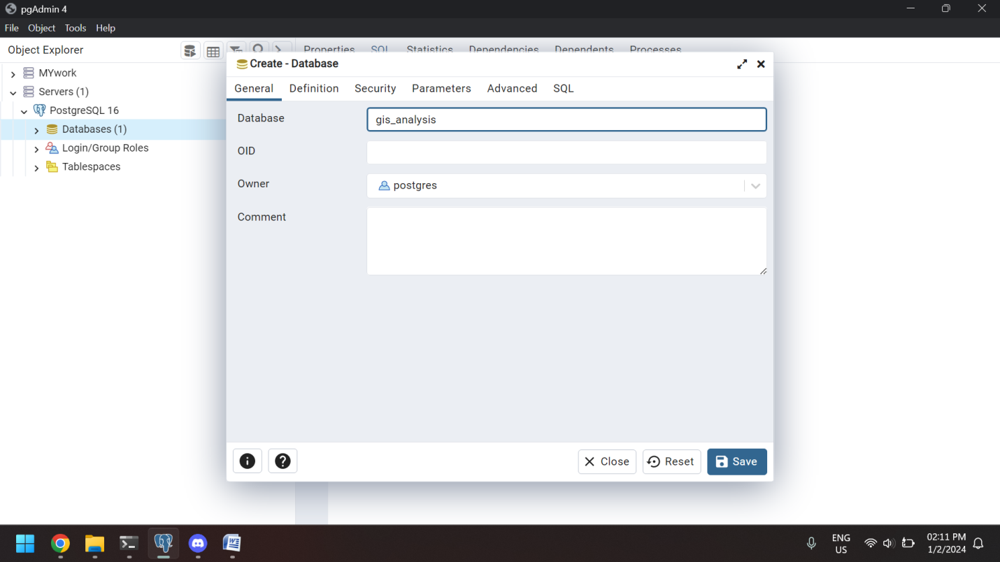 pgAdmin 4
File Object Tools Help
Object Explorer
Properties SQL Statistics Dependencies Dependents Processes
Create - Database
General Definition Security Parameters Advanced SQL
MYwork
Servers (1)
PostgreSQL 16
Databases (1)
Login/Group Roles
Tablespaces
Database
gis_analysis
OID
Owner
postgres
Comment
Close Reset Save
ENG
US
02:11 PM
1/2/2024